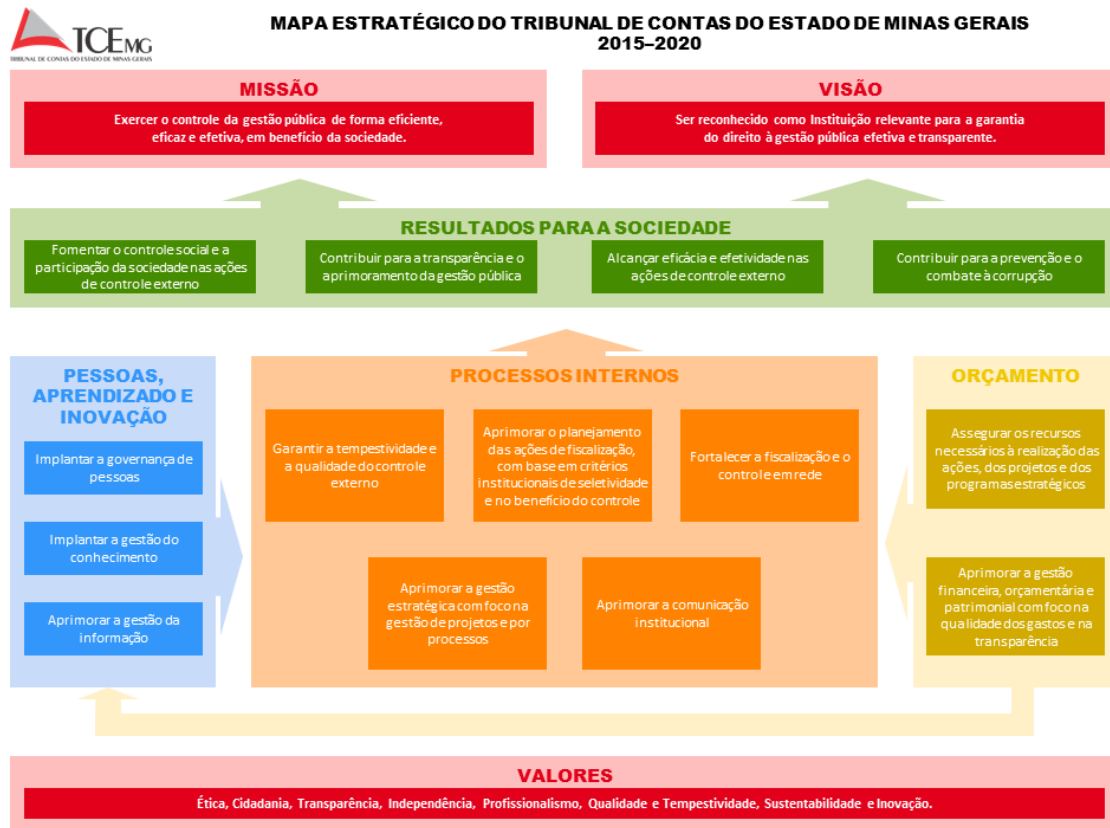 TCEMG
TRIBUNAL DE CONTAS DO ESTADO DE MINAS GERAIS
MAPA ESTRATÉGICO DO TRIBUNAL DE CONTAS DO ESTADO DE MINAS GERAIS
2015–2020
MISSÃO
Exercer o controle da gestão pública de forma eficiente,
eficaz e efetiva, em benefício da sociedade.
VISÃO
Ser reconhecido como Instituição relevante para a garantia
do direito à gestão pública efetiva e transparente.
RESULTADOS PARA A SOCIEDADE
Fomentar o controle social e a
participação da sociedade nas ações
de controle externo
Contribuir para a transparência e o
aprimoramento da gestão pública
Alcançar eficácia e efetividade nas
ações de controle externo
Contribuir para a prevenção e o
combate à corrupção
PESSOAS,
APRENDIZADO E
INOVAÇÃO
Implantar a governança de
pessoas
Implantar a gestão do
conhecimento
Aprimorar a gestão da
informação
PROCESSOS INTERNOS
Garantir a tempestividade e
a qualidade do controle
externo
Aprimorar o planejamento
das ações de fiscalização,
com base em critérios
institucionais de seletividade
e no benefício do controle
Fortalecer a fiscalização e o
controle em rede
Aprimorar a gestão
estratégica com foco na
gestão de projetos e por
processos
Aprimorar a comunicação
institucional
ORÇAMENTO
Assegurar os recursos
necessários à realização das
ações, dos projetos e dos
programas estratégicos
Aprimorar a gestão
financeira, orçamentária e
patrimonial com foco na
qualidade dos gastos e na
transparência
VALORES
Ética, Cidadania, Transparência, Independência, Profissionalismo, Qualidade e Tempestividade, Sustentabilidade e Inovação.